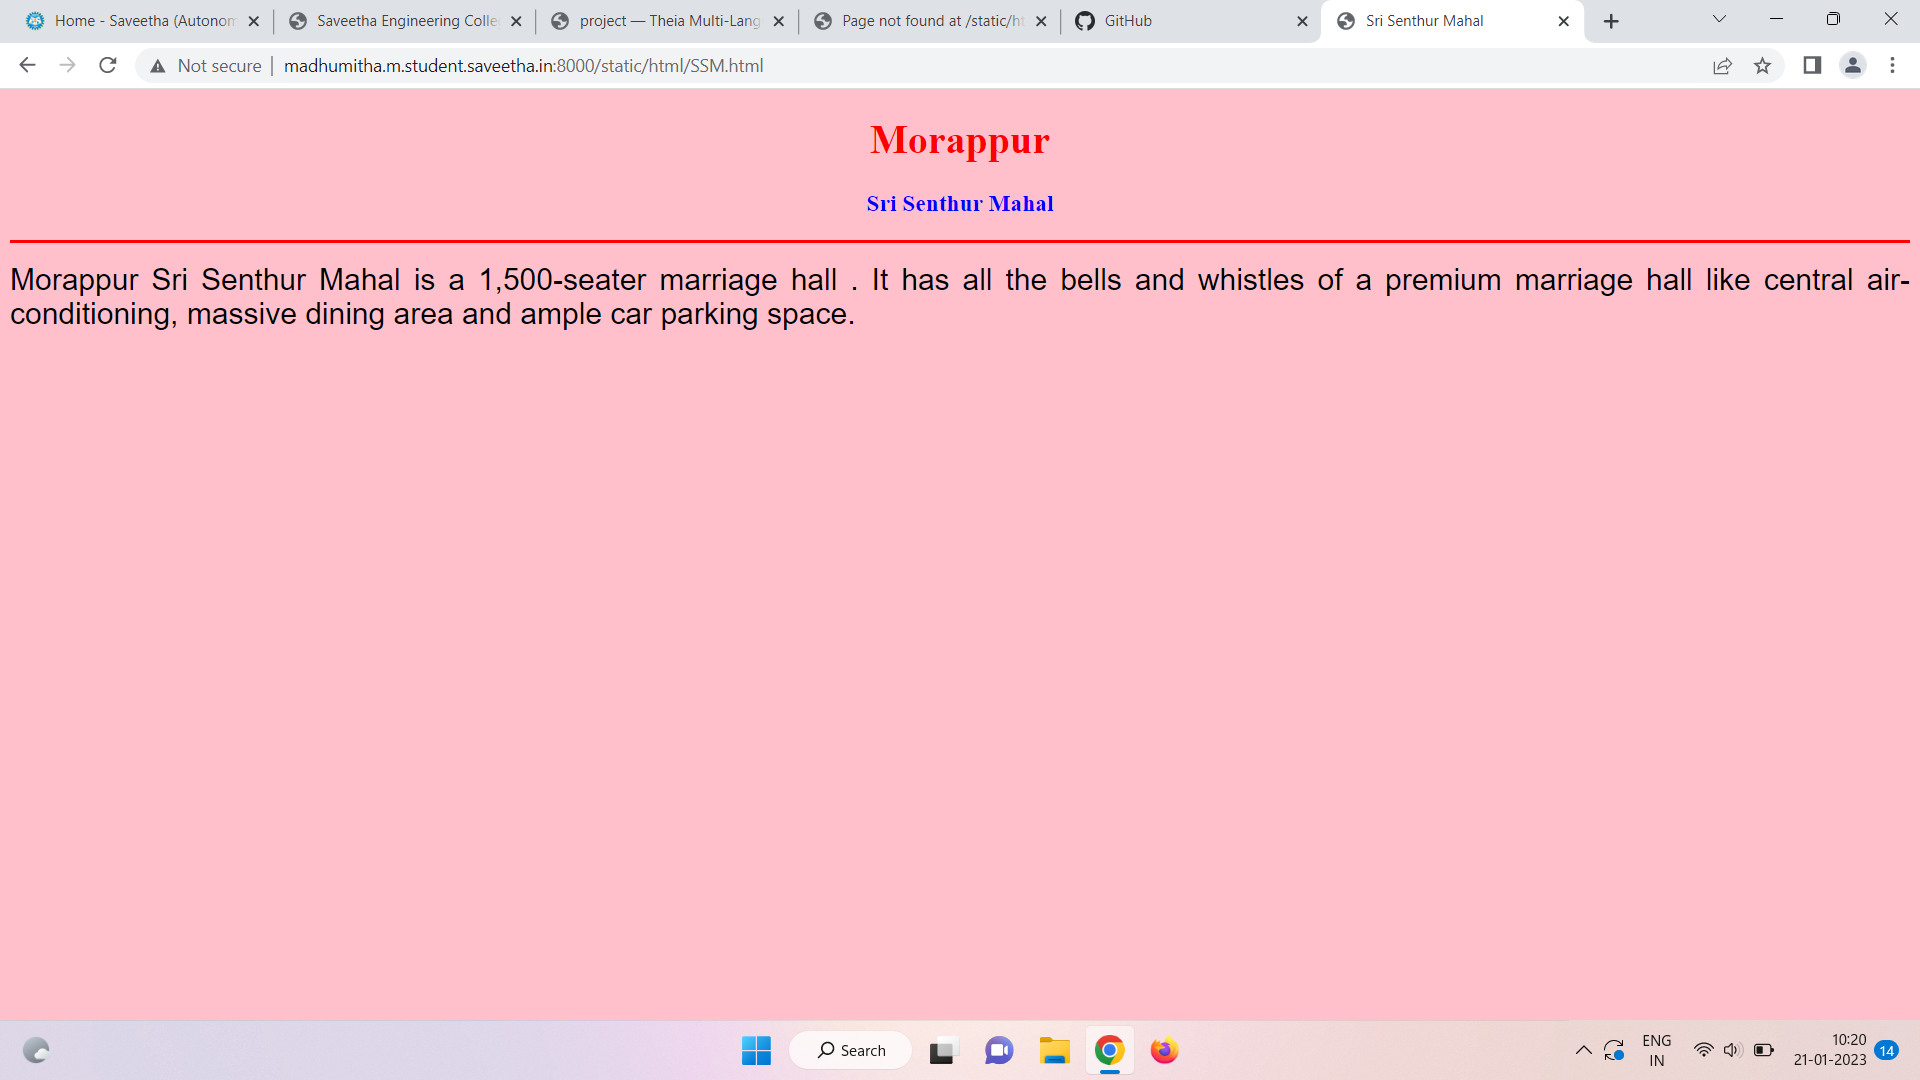 Home - Saveetha (Autonom
Saveetha Engineering Colle
project — Theia Multi-Lang
Page not found at /static/ht
GitHub
Sri Senthur Mahal
Not secure
madhumitha.m.student.saveetha.in:8000/static/html/SSM.html
Morappur
Sri Senthur Mahal
Morappur Sri Senthur Mahal is a 1,500-seater marriage hall . It has all the bells and whistles of a premium marriage hall like central air-
conditioning, massive dining area and ample car parking space.
Search
ENG
IN
10:20
21-01-2023
14